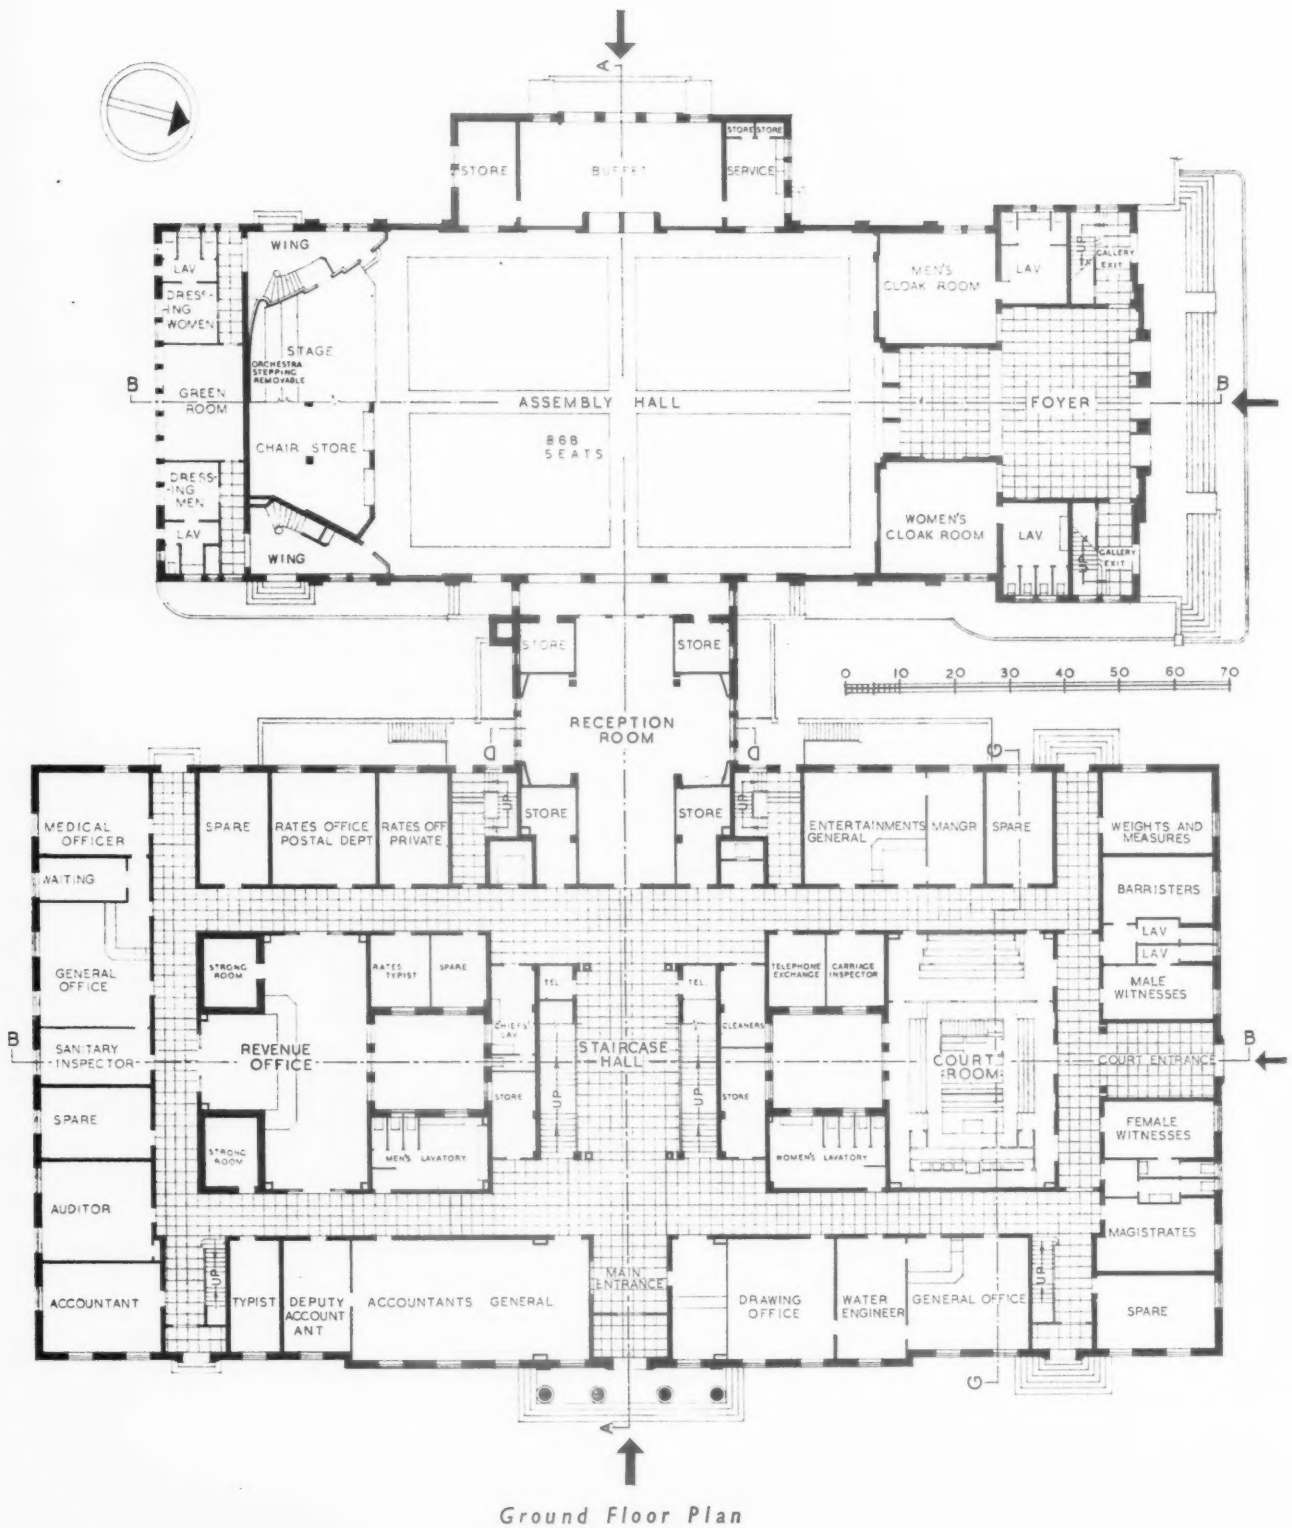 A
STORE STORE
STORE
BUFFET
SERVICE
WING
LAV
DRESS-
ING
WOMEN
STAGE
ORCHESTRA
STEPPING
REMOVABLE
MEN'S
CLOAK ROOM
LAV
UP
GALLERY
EXIT
B
GREEN
ROOM
ASSEMBLY HALL
FOYER
B
CHAIR STORE
868
SEATS
DRESS-
ING
MEN
LAV
WING
WOMEN'S
CLOAK ROOM
LAV
UP
GALLERY
EXIT
STORE
STORE
0 10 20 30 40 50 60 70
RECEPTION
ROOM
D
D
G
MEDICAL
OFFICER
SPARE
RATES OFFICE
POSTAL DEPT
RATES OFF
PRIVATE
UP
STORE
STORE
UP
ENTERTAINMENTS
GENERAL
MANGR
SPARE
WEIGHTS AND
MEASURES
WAITING
BARRISTERS
LAV
LAV
GENERAL
OFFICE
STRONG
ROOM
RATES
TYPIST
SPARE
TEL.
TEL.
TELEPHONE
EXCHANGE
CARRIAGE
INSPECTOR
MALE
WITNESSES
B
SANITARY
INSPECTOR
REVENUE
OFFICE
CHIEFS'
LAV
STAIRCASE
HALL
CLEANERS
COURT
ROOM
COURT ENTRANCE
B
SPARE
STRONG
ROOM
STORE
UP
UP
STORE
MEN'S LAVATORY
WOMEN'S LAVATORY
FEMALE
WITNESSES
AUDITOR
MAGISTRATES
ACCOUNTANT
UP
TYPIST
DEPUTY
ACCOUNT
ANT
ACCOUNTANTS GENERAL
MAIN
ENTRANCE
DRAWING
OFFICE
WATER
ENGINEER
GENERAL OFFICE
UP
SPARE
G
A
Ground Floor Plan